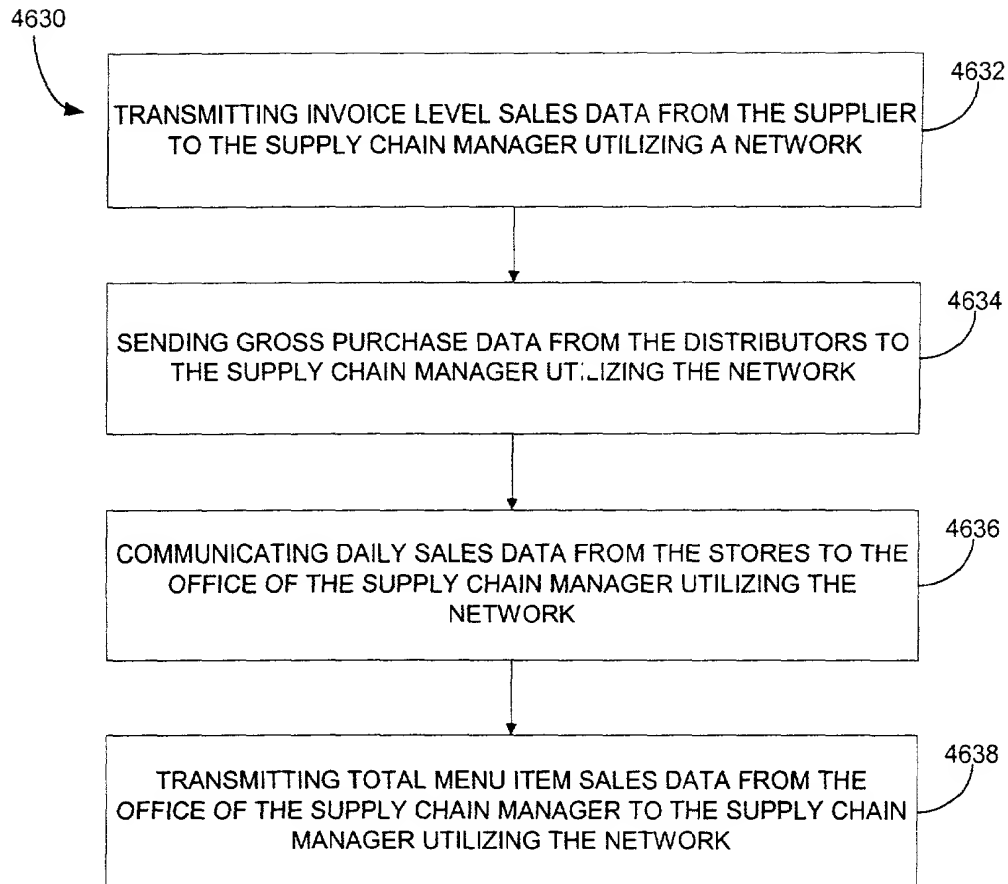 4630
4632
TRANSMITTING INVOICE LEVEL SALES DATA FROM THE SUPPLIER
TO THE SUPPLY CHAIN MANAGER UTILIZING A NETWORK
4634
SENDING GROSS PURCHASE DATA FROM THE DISTRIBUTORS TO
THE SUPPLY CHAIN MANAGER UTILIZING THE NETWORK
4636
COMMUNICATING DAILY SALES DATA FROM THE STORES TO THE
OFFICE OF THE SUPPLY CHAIN MANAGER UTILIZING THE
NETWORK
4638
TRANSMITTING TOTAL MENU ITEM SALES DATA FROM THE
OFFICE OF THE SUPPLY CHAIN MANAGER TO THE SUPPLY CHAIN
MANAGER UTILIZING THE NETWORK